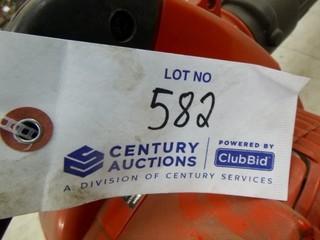 LOT NO
582
CENTURY AUCTIONS
POWERED BY
ClubBid
A DIVISION OF CENTURY SERVICES